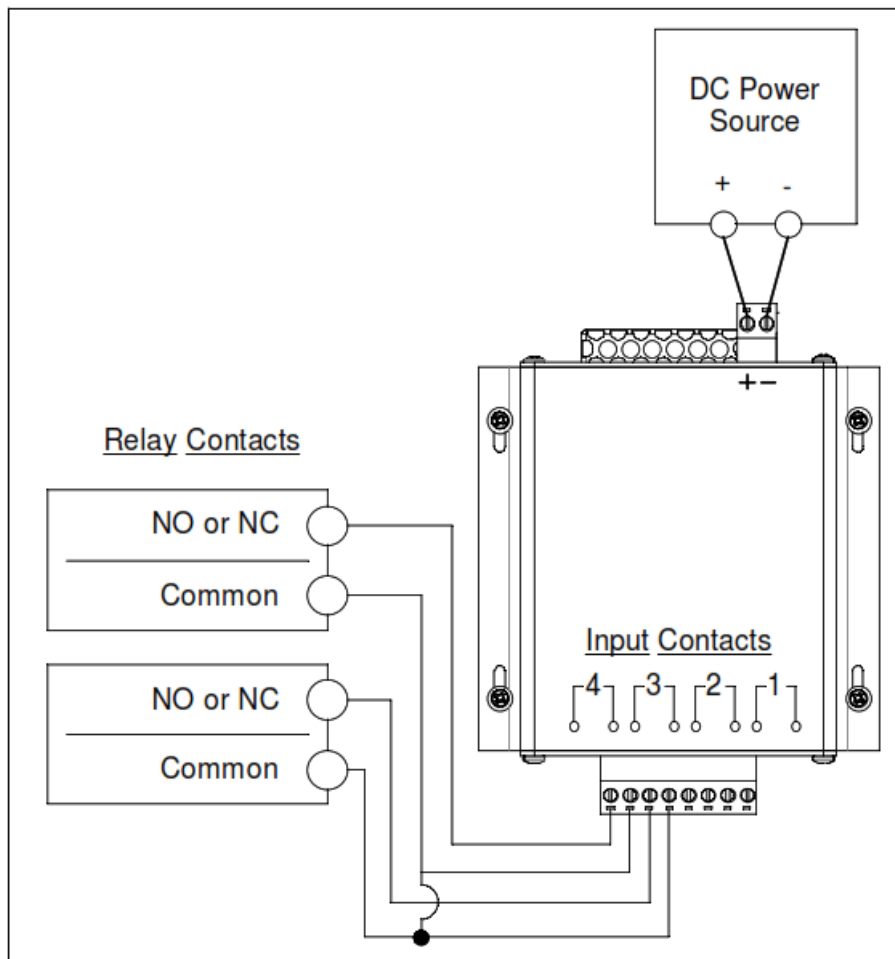 DC Power
Source
+ -
+-
Relay Contacts
NO or NC
Common
NO or NC
Common
Input Contacts
4 3 2 1